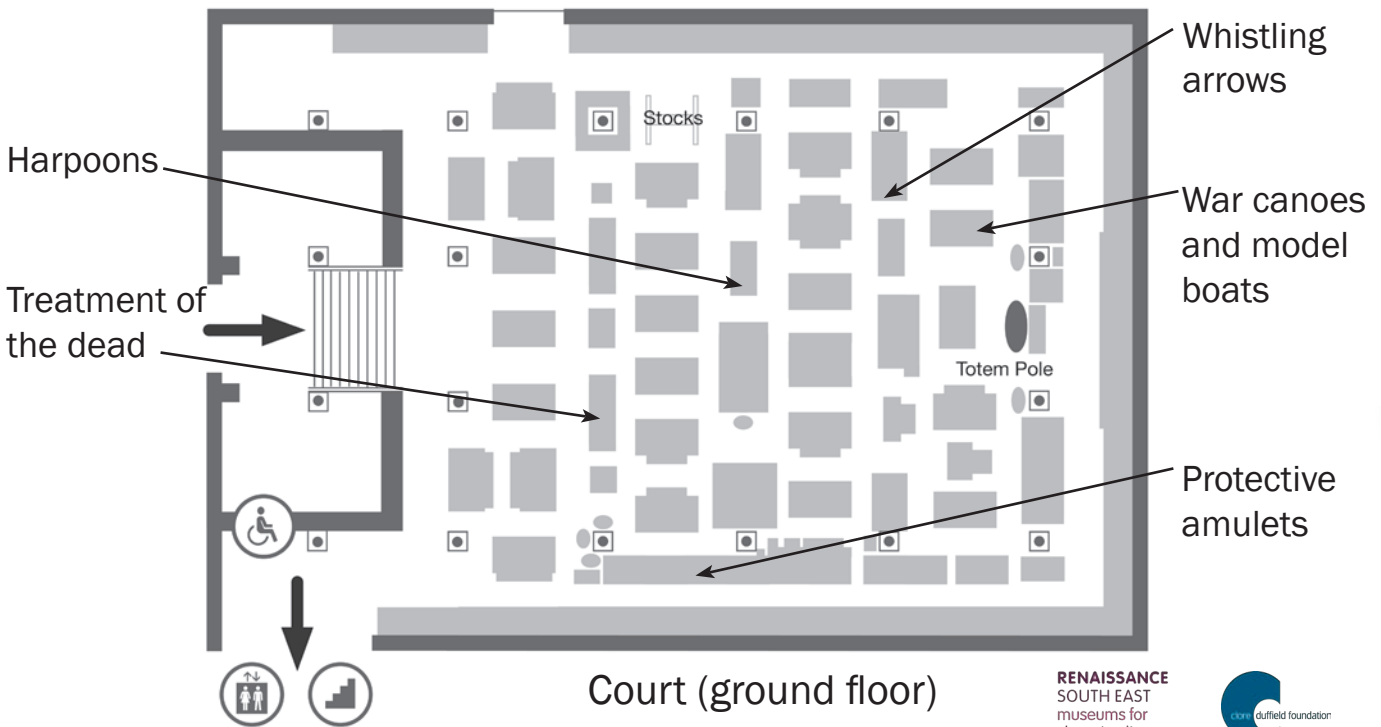 Whistling
arrows
Stocks
Harpoons
War canoes
and model
boats
Treatment of
the dead
Totem Pole
Protective
amulets
Court (ground floor)
RENAISSANCE
SOUTH EAST
museums for
clore duffield foundation